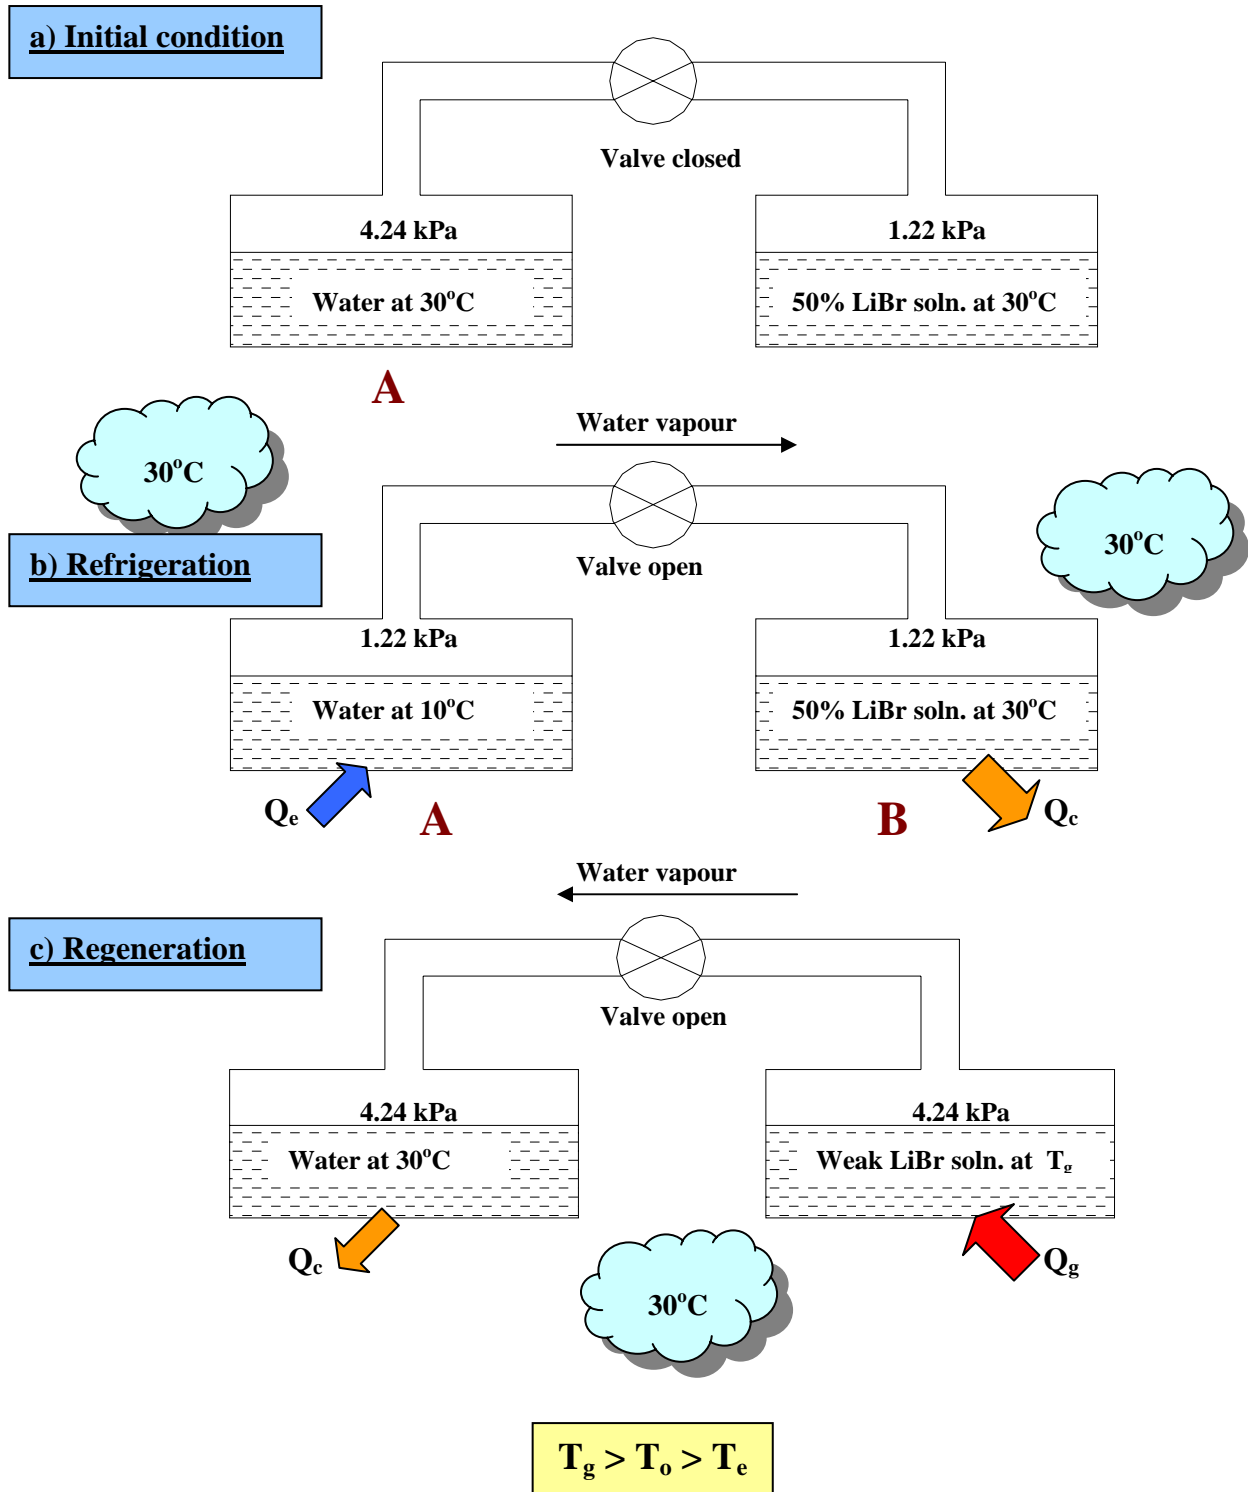 a) Initial condition
Valve closed
4.24 kPa
1.22 kPa
Water at 30°C
50% LiBr soln. at 30°C
A
Water vapour
30°C
30°C
b) Refrigeration
Valve open
1.22 kPa
1.22 kPa
Water at 10°C
50% LiBr soln. at 30°C
Qe
A
B
Qc
Water vapour
c) Regeneration
Valve open
4.24 kPa
4.24 kPa
Water at 30°C
Weak LiBr soln. at Tg
Qc
Qg
30°C
Tg > To > Te